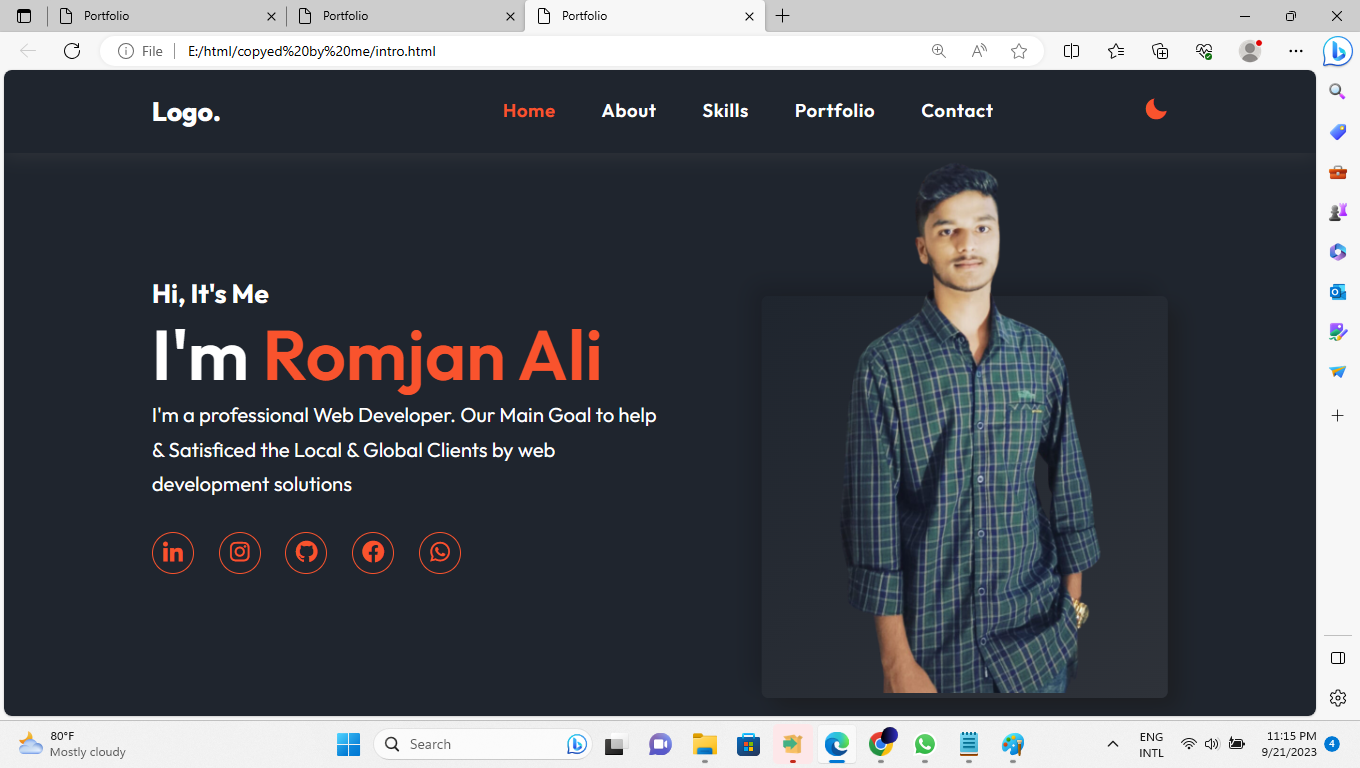 Portfolio
Portfolio
Portfolio
File
E:/html/copyed%20by%20me/intro.html
Logo.
Home
About
Skills
Portfolio
Contact
Hi, It's Me
I'm Romjan Ali
I'm a professional Web Developer. Our Main Goal to help
& Satisficed the Local & Global Clients by web
development solutions
80°F
Mostly cloudy
Search
ENG
INTL
11:15 PM
9/21/2023
4